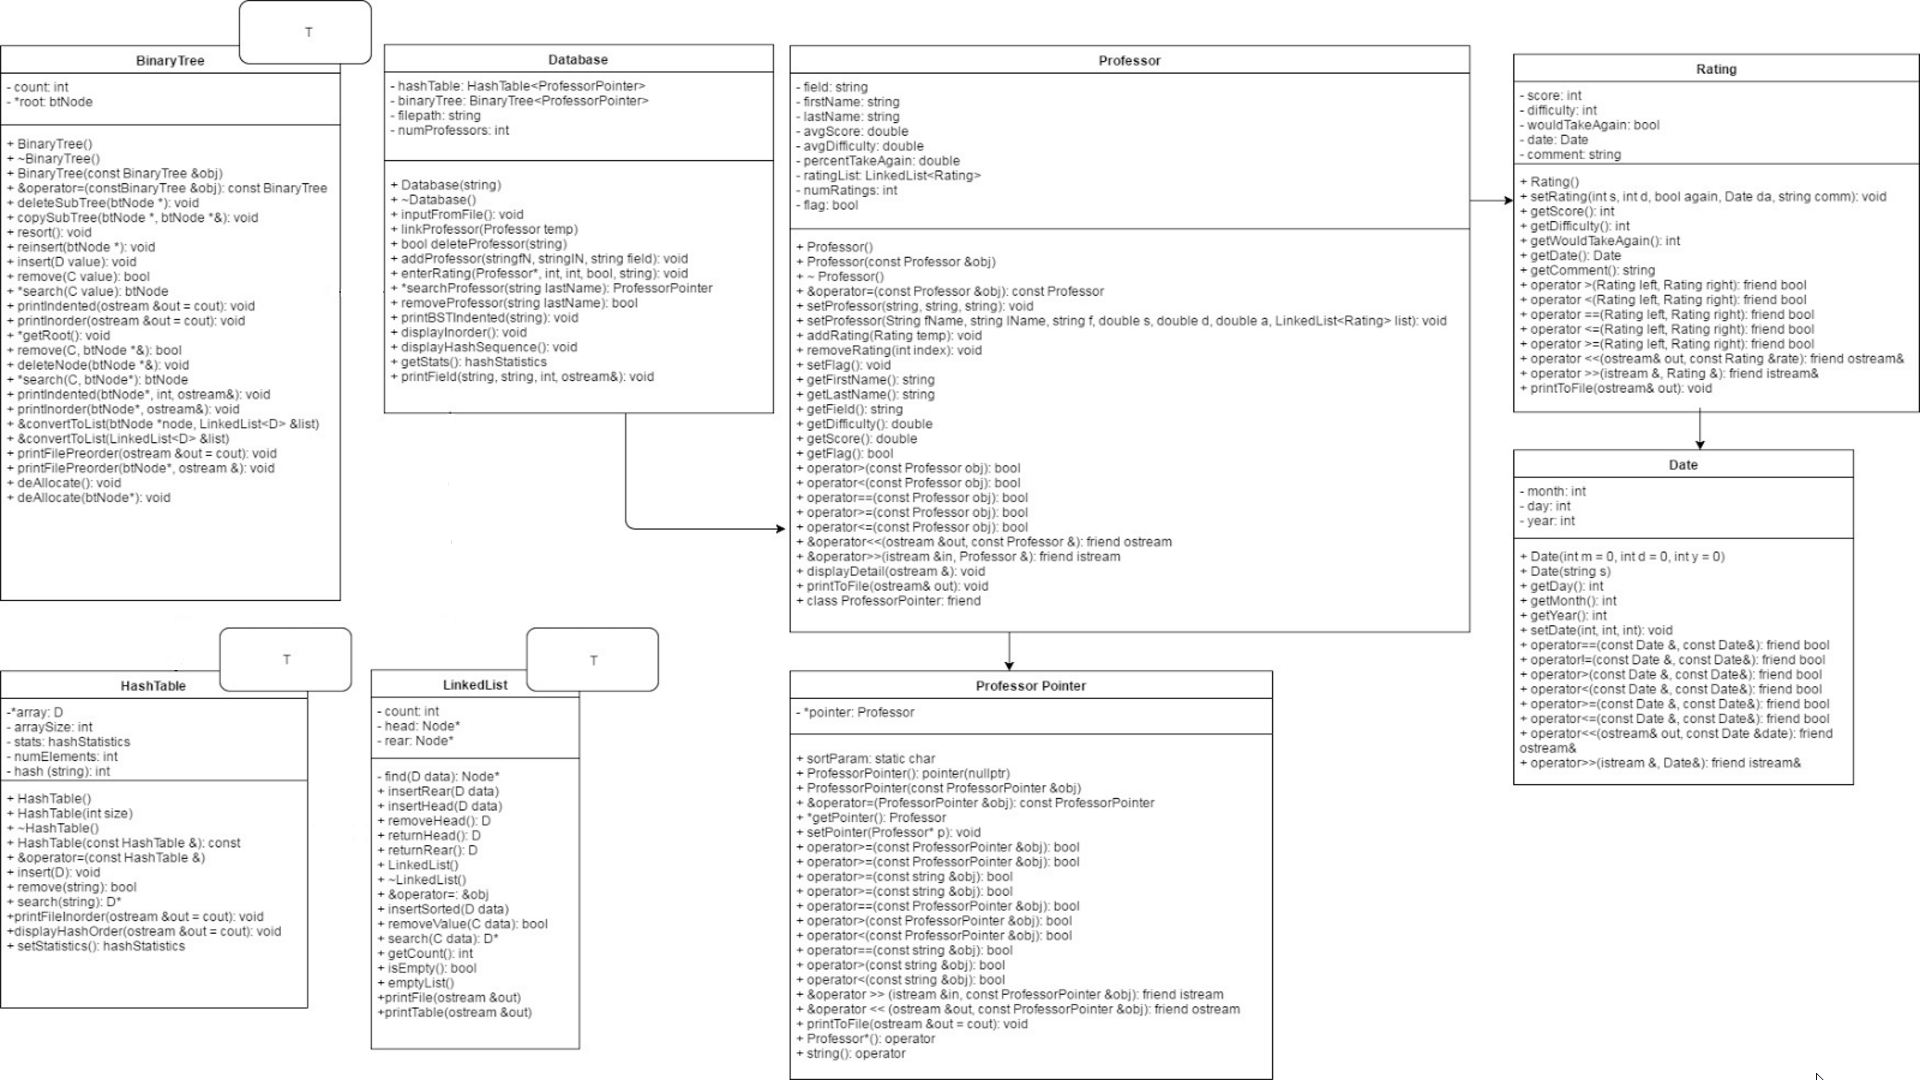 T
BinaryTree
- count: int
- *root: btNode
+ BinaryTree()
+ ~BinaryTree()
+ BinaryTree(const BinaryTree &obj)
+ &operator=(constBinaryTree &obj): const BinaryTree
+ deleteSubTree(btNode *): void
+ copySubTree(btNode *, btNode *&): void
+ resort(): void
+ reinsert(btNode *): void
+ insert(D value): void
+ remove(C value): bool
+ *search(C value): btNode
+ printIndented(ostream &out = cout): void
+ printInorder(ostream &out = cout): void
+ *getRoot(): void
+ remove(C, btNode *&): bool
+ deleteNode(btNode *&): void
+ *search(C, btNode*): btNode
+ printIndented(btNode*, int, ostream&): void
+ printInorder(btNode*, ostream&): void
+ &convertToList(btNode *node, LinkedList<D> &list)
+ &convertToList(LinkedList<D> &list)
+ printFilePreorder(ostream &out = cout): void
+ printFilePreorder(btNode*, ostream &): void
+ deAllocate(): void
+ deAllocate(btNode*): void
Database
- hashTable: HashTable<ProfessorPointer>
- binaryTree: BinaryTree<ProfessorPointer>
- filepath: string
- numProfessors: int
+ Database(string)
+ ~Database()
+ inputFromFile(): void
+ linkProfessor(Professor temp)
+ bool deleteProfessor(string)
+ addProfessor(stringfN, stringlN, string field): void
+ enterRating(Professor*, int, int, bool, string): void
+ *searchProfessor(string lastName): ProfessorPointer
+ removeProfessor(string lastName): bool
+ printBSTIndented(string): void
+ displayInorder(): void
+ displayHashSequence(): void
+ getStats(): hashStatistics
+ printField(string, string, int, ostream&): void
Professor
- field: string
- firstName: string
- lastName: string
- avgScore: double
- avgDifficulty: double
- percentTakeAgain: double
- ratingList: LinkedList<Rating>
- numRatings: int
- flag: bool
+ Professor()
+ Professor(const Professor &obj)
+ ~ Professor()
+ &operator=(const Professor &obj): const Professor
+ setProfessor(string, string, string): void
+ setProfessor(String fName, string lName, string f, double s, double d, double a, LinkedList<Rating> list): void
+ addRating(Rating temp): void
+ removeRating(int index): void
+ setFlag(): void
+ getFirstName(): string
+ getLastName(): string
+ getField(): string
+ getDifficulty(): double
+ getScore(): double
+ getFlag(): bool
+ operator>(const Professor obj): bool
+ operator<(const Professor obj): bool
+ operator==(const Professor obj): bool
+ operator>=(const Professor obj): bool
+ operator<=(const Professor obj): bool
+ &operator<<(ostream &out, const Professor &): friend ostream
+ &operator>>(istream &in, Professor &): friend istream
+ displayDetail(ostream &): void
+ printToFile(ostream& out): void
+ class ProfessorPointer: friend
Rating
- score: int
- difficulty: int
- wouldTakeAgain: bool
- date: Date
- comment: string
+ Rating()
+ setRating(int s, int d, bool again, Date da, string comm): void
+ getScore(): int
+ getDifficulty(): int
+ getWouldTakeAgain(): int
+ getDate(): Date
+ getComment(): string
+ operator >(Rating left, Rating right): friend bool
+ operator <(Rating left, Rating right): friend bool
+ operator ==(Rating left, Rating right): friend bool
+ operator <=(Rating left, Rating right): friend bool
+ operator >=(Rating left, Rating right): friend bool
+ operator <<(ostream& out, const Rating &rate): friend ostream&
+ operator >>(istream &, Rating &): friend istream&
+ printToFile(ostream& out): void
Date
- month: int
- day: int
- year: int
+ Date(int m = 0, int d = 0, int y = 0)
+ Date(string s)
+ getDay(): int
+ getMonth(): int
+ getYear(): int
+ setDate(int, int, int): void
+ operator==(const Date &, const Date&): friend bool
+ operator!=(const Date &, const Date&): friend bool
+ operator>(const Date &, const Date&): friend bool
+ operator<(const Date &, const Date&): friend bool
+ operator>=(const Date &, const Date&): friend bool
+ operator<=(const Date &, const Date&): friend bool
+ operator<<(ostream& out, const Date &date): friend
ostream&
+ operator>>(istream &, Date&): friend istream&
T
HashTable
-*array: D
- arraySize: int
- stats: hashStatistics
- numElements: int
- hash (string): int
+ HashTable()
+ HashTable(int size)
+ ~HashTable()
+ HashTable(const HashTable &): const
+ &operator=(const HashTable &)
+ insert(D): void
+ remove(string): bool
+ search(string): D*
+printFileInorder(ostream &out = cout): void
+displayHashOrder(ostream &out = cout): void
+ setStatistics(): hashStatistics
T
LinkedList
- count: int
- head: Node*
- rear: Node*
- find(D data): Node*
+ insertRear(D data)
+ insertHead(D data)
+ removeHead(): D
+ returnHead(): D
+ returnRear(): D
+ LinkedList()
+ ~LinkedList()
+ &operator=: &obj
+ insertSorted(D data)
+ removeValue(C data): bool
+ search(C data): D*
+ getCount(): int
+ isEmpty(): bool
+ emptyList()
+printFile(ostream &out)
+printTable(ostream &out)
Professor Pointer
- *pointer: Professor
+ sortParam: static char
+ ProfessorPointer(): pointer(nullptr)
+ ProfessorPointer(const ProfessorPointer &obj)
+ &operator=(ProfessorPointer &obj): const ProfessorPointer
+ *getPointer(): Professor
+ setPointer(Professor* p): void
+ operator>=(const ProfessorPointer &obj): bool
+ operator>=(const ProfessorPointer &obj): bool
+ operator>=(const string &obj): bool
+ operator>=(const string &obj): bool
+ operator==(const ProfessorPointer &obj): bool
+ operator>(const ProfessorPointer &obj): bool
+ operator<(const ProfessorPointer &obj): bool
+ operator==(const string &obj): bool
+ operator>(const string &obj): bool
+ operator<(const string &obj): bool
+ &operator >> (istream &in, const ProfessorPointer &obj): friend istream
+ &operator << (ostream &out, const ProfessorPointer &obj): friend ostream
+ printToFile(ostream &out = cout): void
+ Professor*(): operator
+ string(): operator